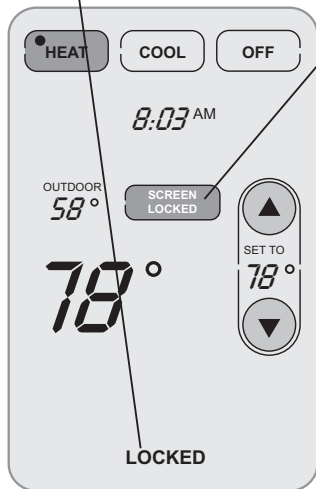 HEAT COOL OFF
8:03 AM
OUTDOOR
58°
SCREEN
LOCKED
SET TO
78°
78°
LOCKED